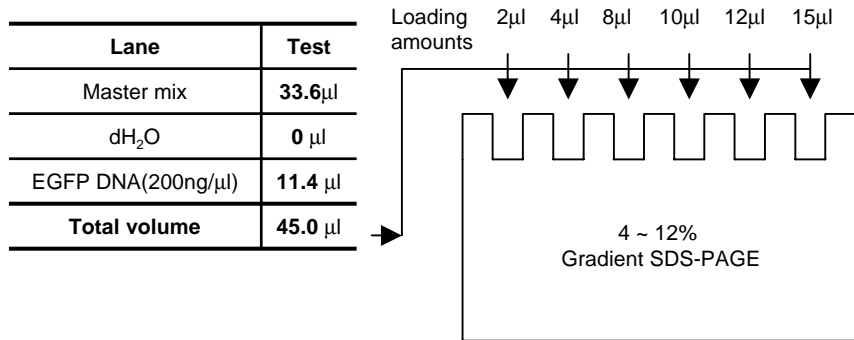 Lane Test
Master mix 33.6μl
dH₂O 0 μl
EGFP DNA(200ng/μl) 11.4 μl
Total volume 45.0 μl
Loading amounts
2μl 4μl 8μl 10μl 12μl 15μl
4 ~ 12%
Gradient SDS-PAGE